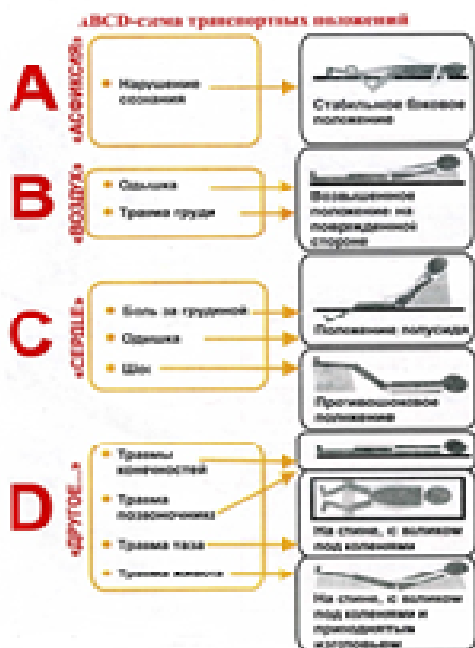 ABCD-схема транспортных положений
A
«АСФИКСИЯ»
Нарушение
сознания
Стабильное боковое
положение
B
«ВОЗДУХ»
Одышка
Травма груди
Возвышенное
положение на
поврежденной
стороне
C
«СЕРДЦЕ»
Боль за грудиной
Одышка
Шок
Положение полусидя
Противошоковое
положение
D
«ДРУГОЕ...»
Травмы
конечностей
Травма
позвоночника
Травма таза
Травма живота
На спине, с валиком
под коленями
На спине, с валиком
под коленями и
приподнятым
изголовьем